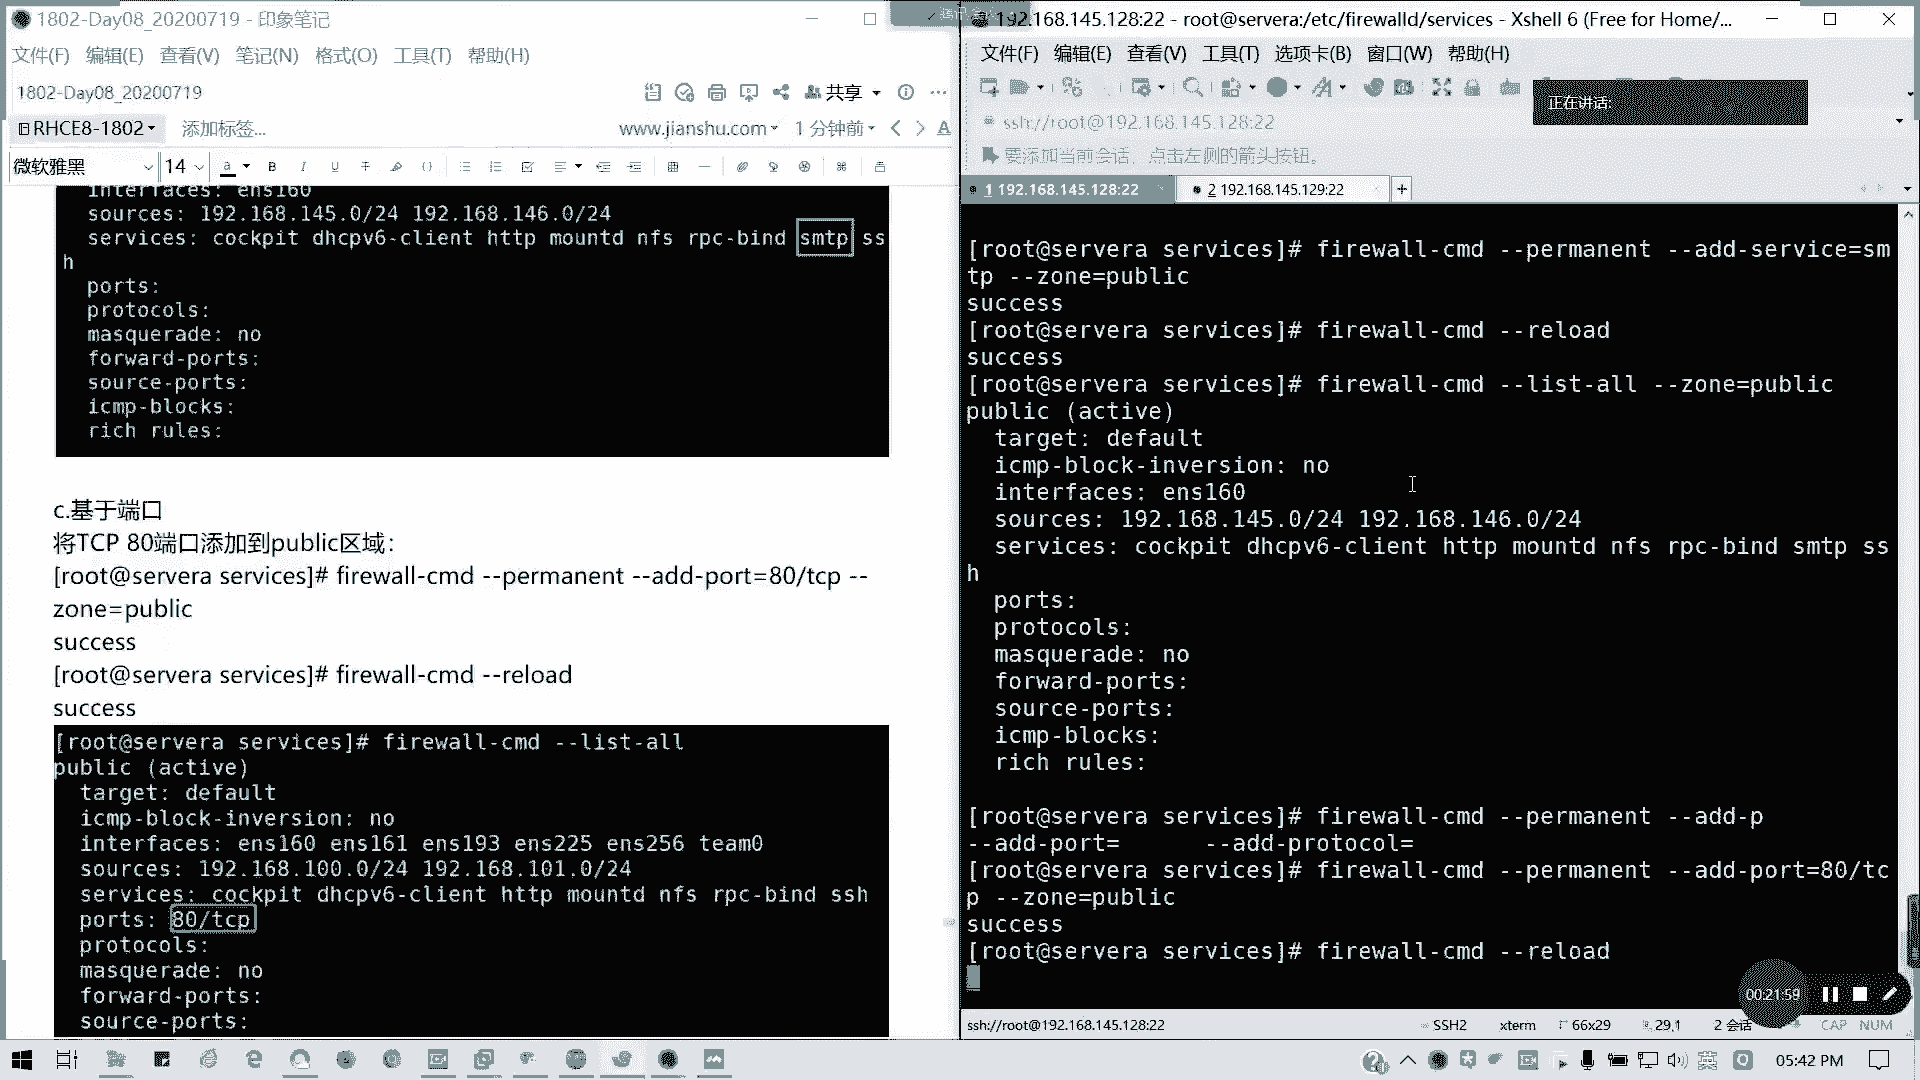 1802-Day08_20200719 - 印象笔记
文件(F) 编辑(E) 查看(V) 笔记(N) 格式(O) 工具(T) 帮助(H)
1802-Day08_20200719
共享
RHCE8-1802
添加标签...
www.jianshu.com
1 分钟前
微软雅黑
14
interfaces: ens160
sources: 192.168.145.0/24 192.168.146.0/24
services: cockpit dhcpv6-client http mountd nfs rpc-bind smtp ss
h
ports:
protocols:
masquerade: no
forward-ports:
source-ports:
icmp-blocks:
rich rules:
c.基于端口
将TCP 80端口添加到public区域：
[root@servera services]# firewall-cmd --permanent --add-port=80/tcp --
zone=public
success
[root@servera services]# firewall-cmd --reload
success
[root@servera services]# firewall-cmd --list-all
public (active)
target: default
icmp-block-inversion: no
interfaces: ens160 ens161 ens193 ens225 ens256 team0
sources: 192.168.100.0/24 192.168.101.0/24
services: cockpit dhcpv6-client http mountd nfs rpc-bind ssh
ports: 80/tcp
protocols:
masquerade: no
forward-ports:
source-ports:
192.168.145.128:22 - root@servera:/etc/firewalld/services - Xshell 6 (Free for Home/...
文件(F) 编辑(E) 查看(V) 工具(T) 选项卡(B) 窗口(W) 帮助(H)
正在讲话:
ssh://root@192.168.145.128:22
要添加当前会话，点击左侧的箭头按钮。
1 192.168.145.128:22
2 192.168.145.129:22
[root@servera services]# firewall-cmd --permanent --add-service=sm
tp --zone=public
success
[root@servera services]# firewall-cmd --reload
success
[root@servera services]# firewall-cmd --list-all --zone=public
public (active)
target: default
icmp-block-inversion: no
interfaces: ens160
sources: 192.168.145.0/24 192.168.146.0/24
services: cockpit dhcpv6-client http mountd nfs rpc-bind smtp ss
h
ports:
protocols:
masquerade: no
forward-ports:
source-ports:
icmp-blocks:
rich rules:
[root@servera services]# firewall-cmd --permanent --add-p
--add-port= --add-protocol=
[root@servera services]# firewall-cmd --permanent --add-port=80/tc
p --zone=public
success
[root@servera services]# firewall-cmd --reload
00:21:59
ssh://root@192.168.145.128:22
SSH2
xterm
66x29
29,1
2 会话
CAP NUM
英
05:42 PM